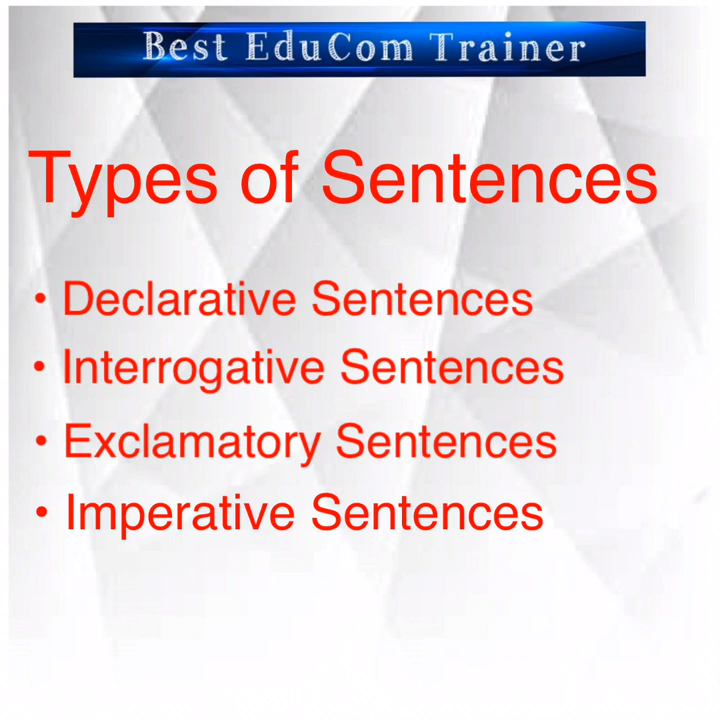 Best EduCom Trainer
Types of Sentences
• Declarative Sentences
• Interrogative Sentences
• Exclamatory Sentences
• Imperative Sentences